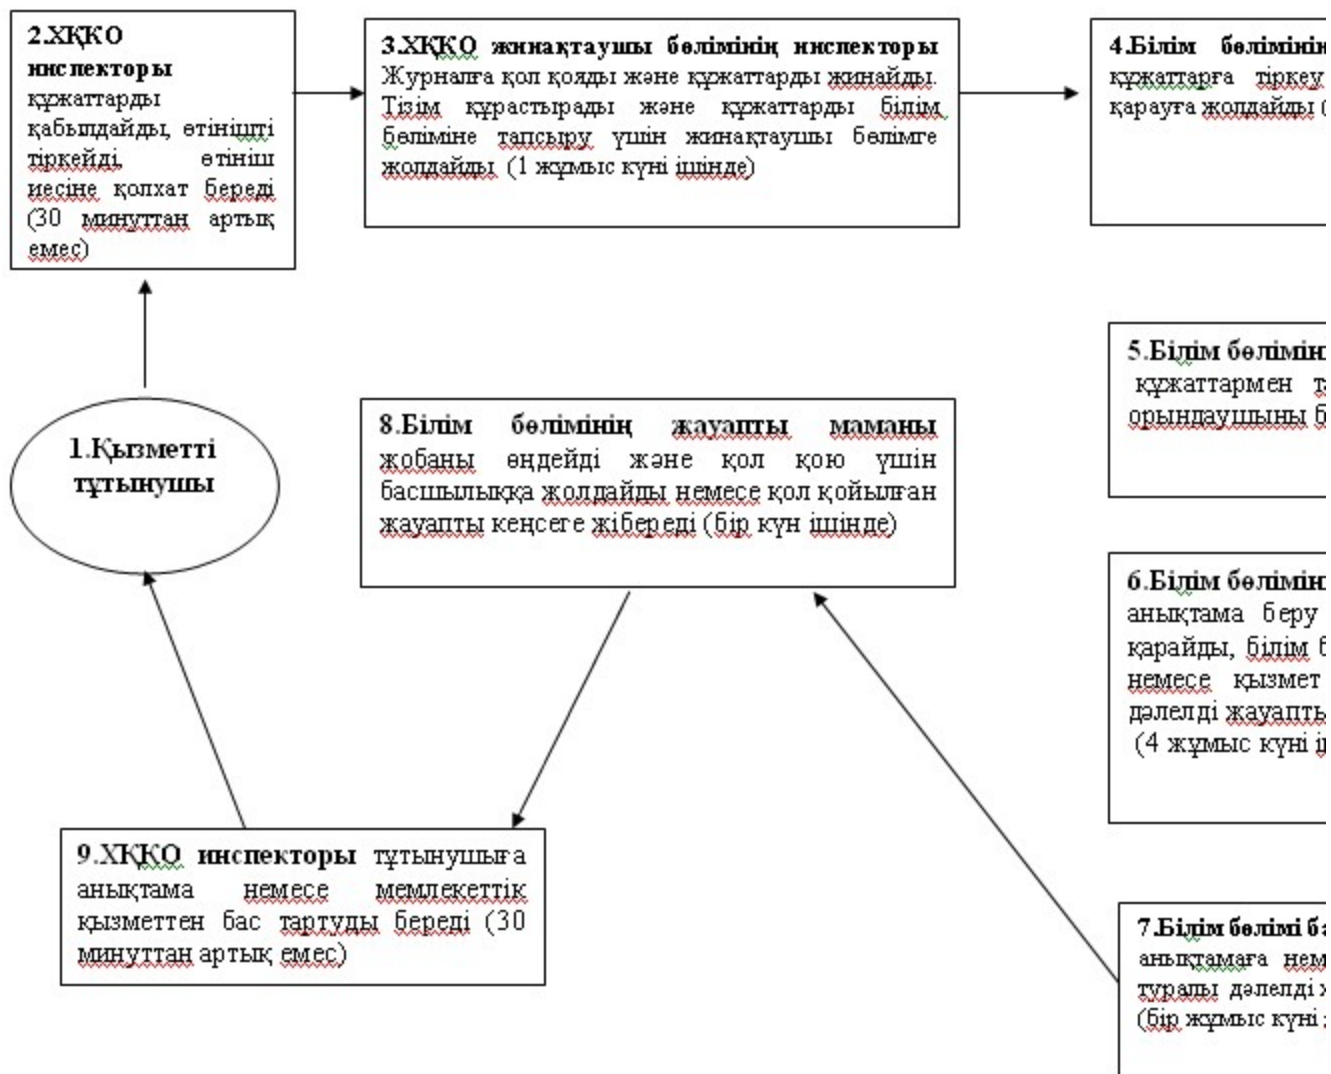 2.ХҚКО
инспекторы
құжаттарды
қабылдайды, өтінішті
тіркейді, өтініш
иесіне қолхат береді
(30 минуттан артық
емес)
3.ХҚКО жинақтаушы бөлімінің инспекторы
Журналға қол қояды және құжаттарды жинайды.
Тізім құрастырады және құжаттарды білім
бөліміне тапсыру үшін жинақтаушы бөлімге
жолдайды (1 жұмыс күні ішінде)
4.Білім бөлімінің
құжаттарға тіркеу
қарауға жолдайды (
5.Білім бөлімін
құжаттармен та
орындаушыны б
1.Қызметті
тұтынушы
8.Білім бөлімінің жауапты маманы
жобаны өңдейді және қол қою үшін
басшылыққа жолдайды немесе қол қойылған
жауапты кеңсеге жібереді (бір күн ішінде)
6.Білім бөлімін
анықтама беру
қарайды, білім б
немесе қызмет
дәлелді жауапты
(4 жұмыс күні і
9.ХҚКО инспекторы тұтынушыға
анықтама немесе мемлекеттік
қызметтен бас тартуды береді (30
минуттан артық емес)
7.Білім бөлімі ба
анықтамаға нем
туралы дәлелді ж
(бір жұмыс күні